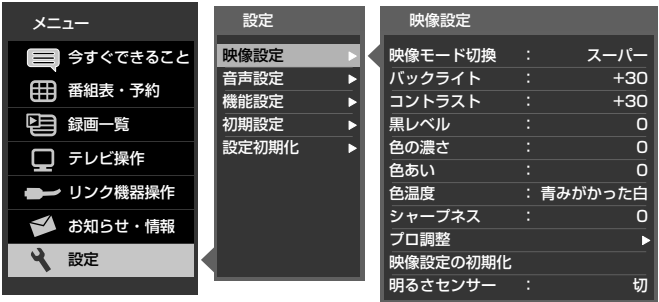 メニュー
今すぐできること
番組表・予約
録画一覧
テレビ操作
リンク機器操作
お知らせ・情報
設定
設定
映像設定
音声設定
機能設定
初期設定
設定初期化
映像設定
映像モード切換 : スーパー
バックライト : +30
コントラスト : +30
黒レベル : 0
色の濃さ : 0
色あい : 0
色温度 : 青みがかった白
シャープネス : 0
プロ調整
映像設定の初期化
明るさセンサー : 切